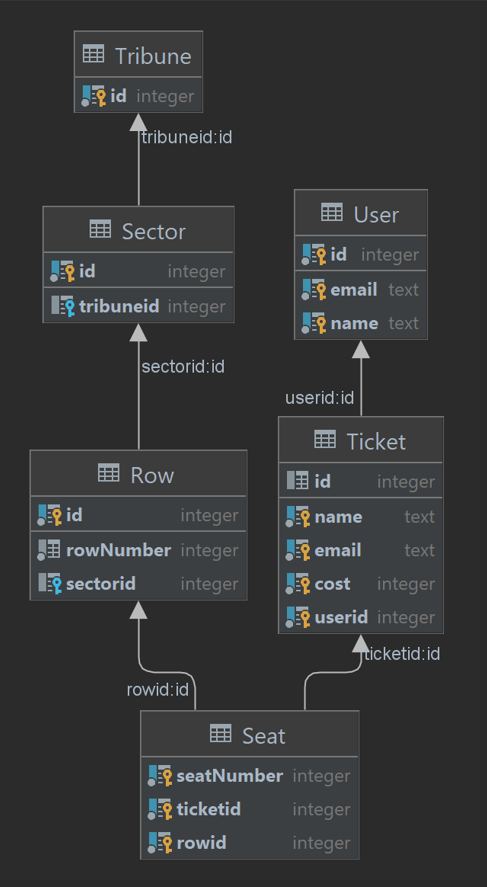 Tribune
id integer
tribuneid:id
Sector
id integer
tribuneid integer
sectorid:id
User
id integer
email text
name text
userid:id
Row
id integer
rowNumber integer
sectorid integer
rowid:id
Ticket
id integer
name text
email text
cost integer
userid integer
ticketid:id
Seat
seatNumber integer
ticketid integer
rowid integer